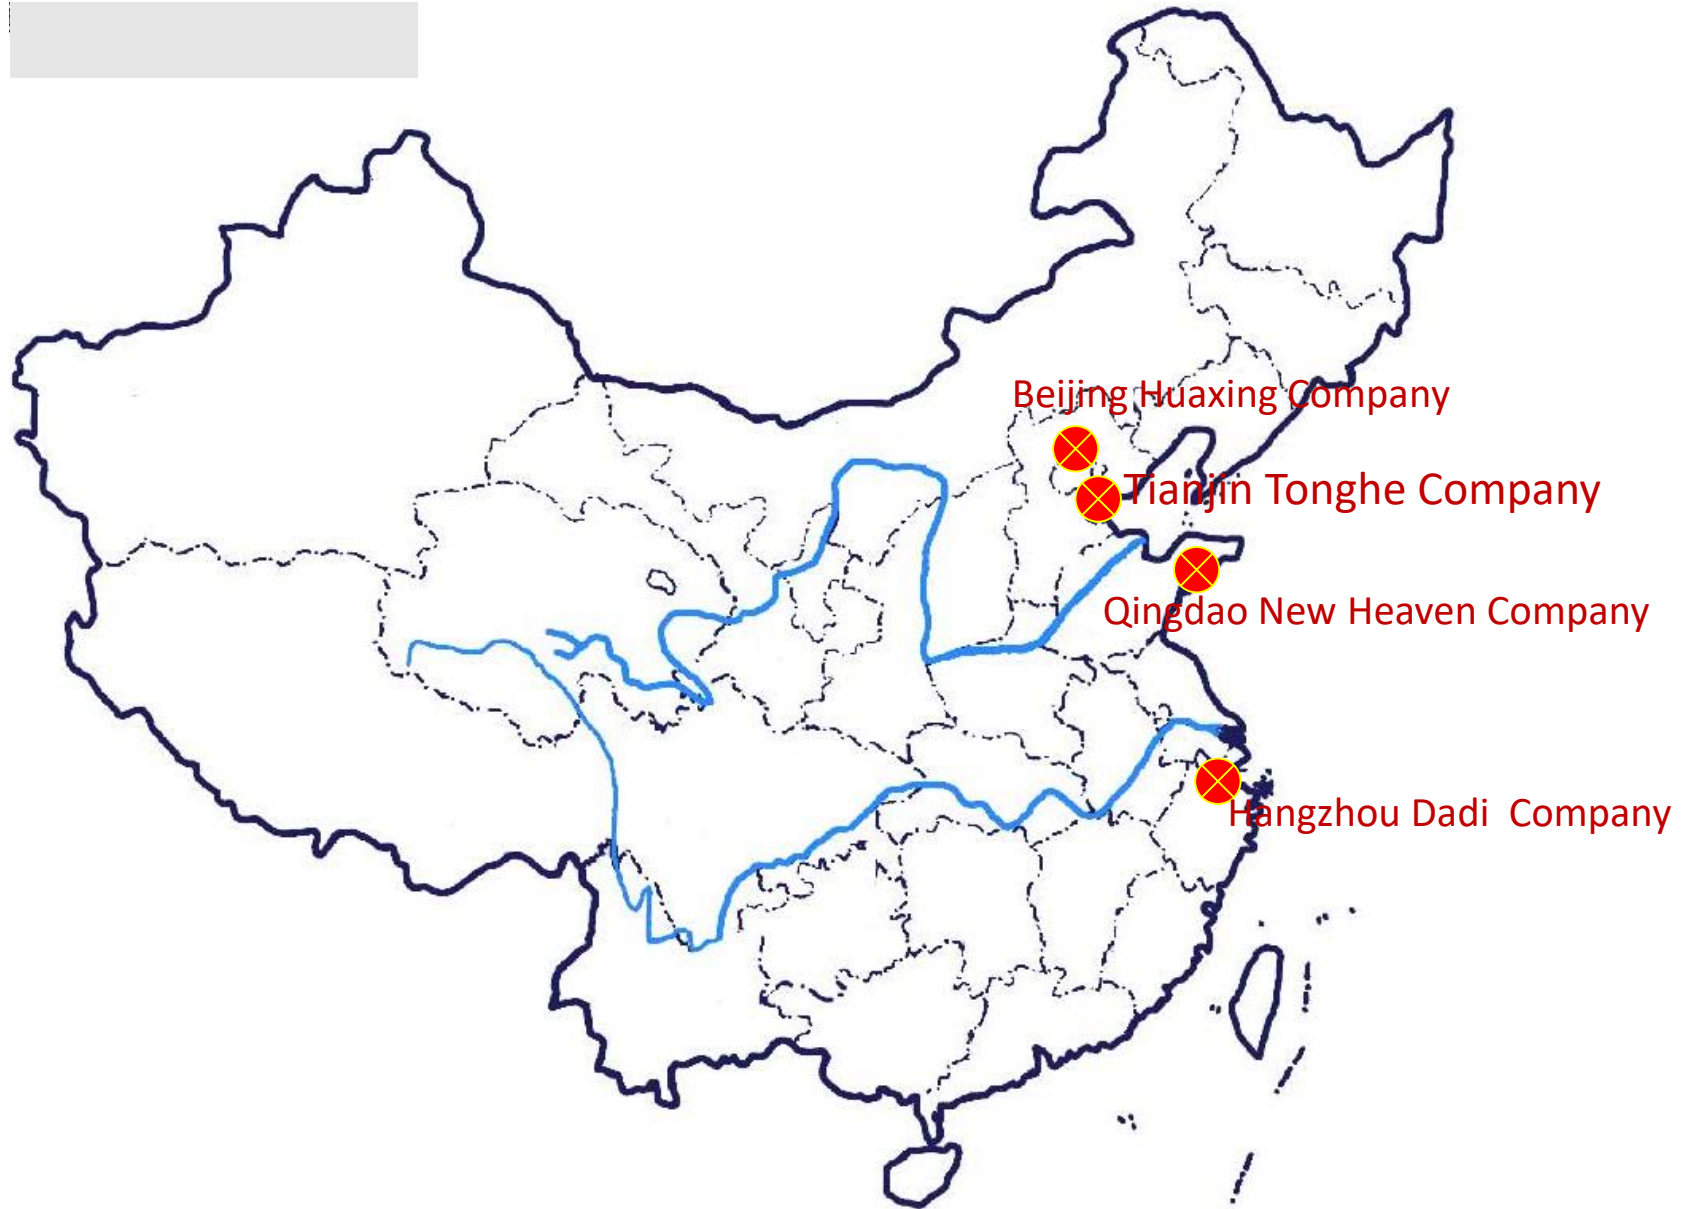 Beijing Huaxing Company
Tianjin Tonghe Company
Qingdao New Heaven Company
Hangzhou Dadi  Company